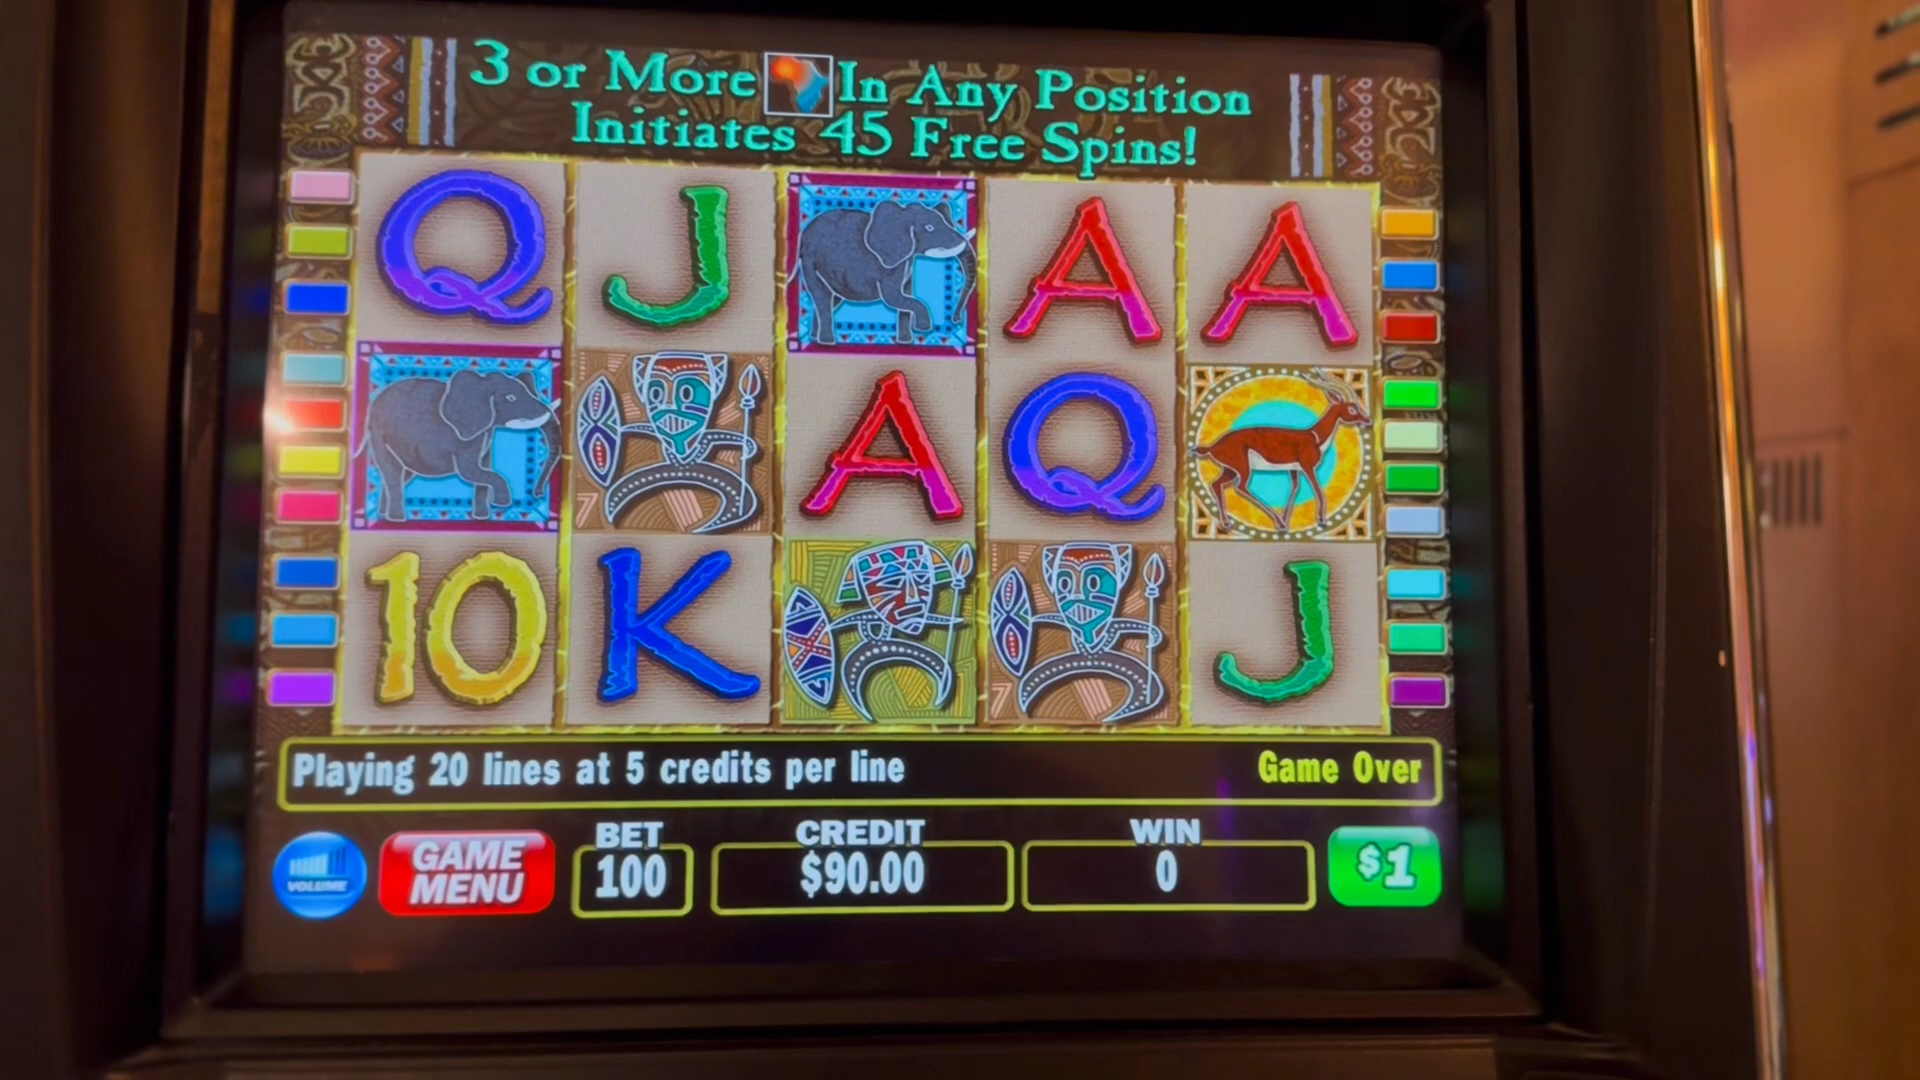 3 or More In Any Position
Initiates 45 Free Spins!
Q J A A
A Q
10 K J
Playing 20 lines at 5 credits per line
Game Over
VOLUME
GAME
MENU
BET
100
CREDIT
$90.00
WIN
0
$1